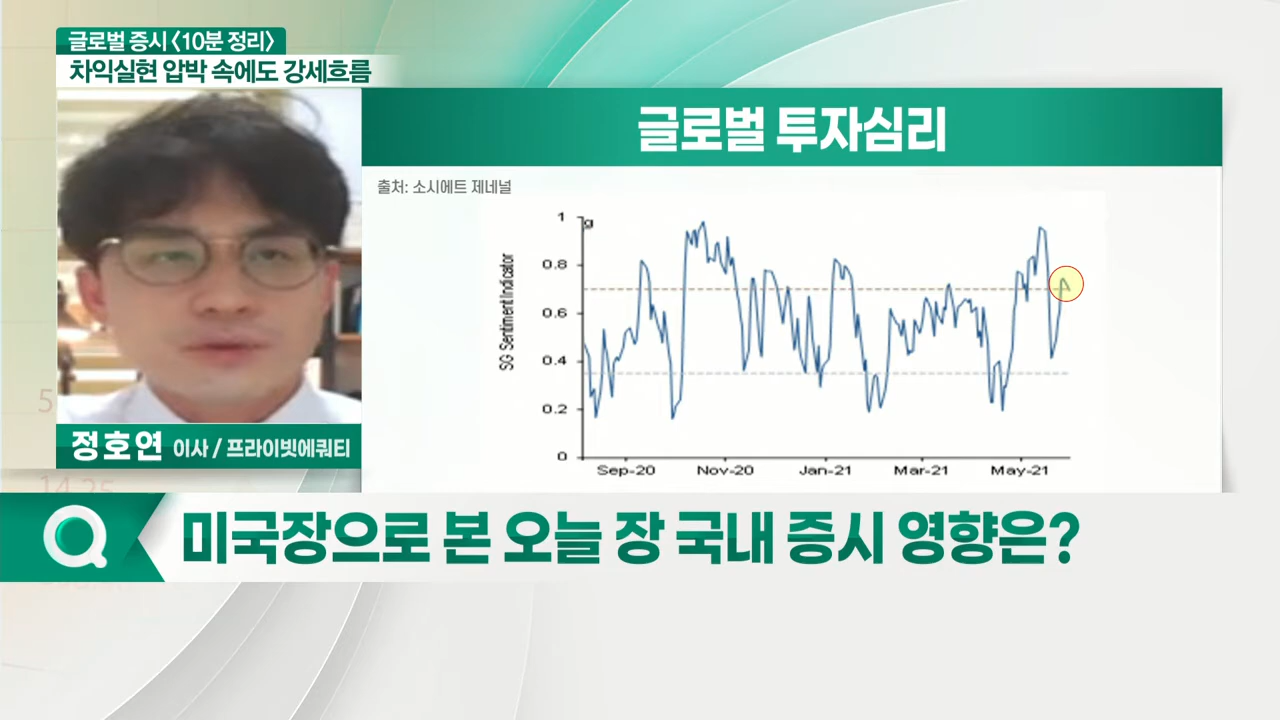 글로벌 증시 〈10분 정리〉
차익실현 압박 속에도 강세흐름
글로벌 투자심리
출처: 소시에트 제네널
g
SG Sentiment Indicator
1
0.8
0.6
0.4
0.2
0
Sep-20 Nov-20 Jan-21 Mar-21 May-21
정호연 이사 / 프라이빗에쿼티
미국장으로 본 오늘 장 국내 증시 영향은?
5
14.25